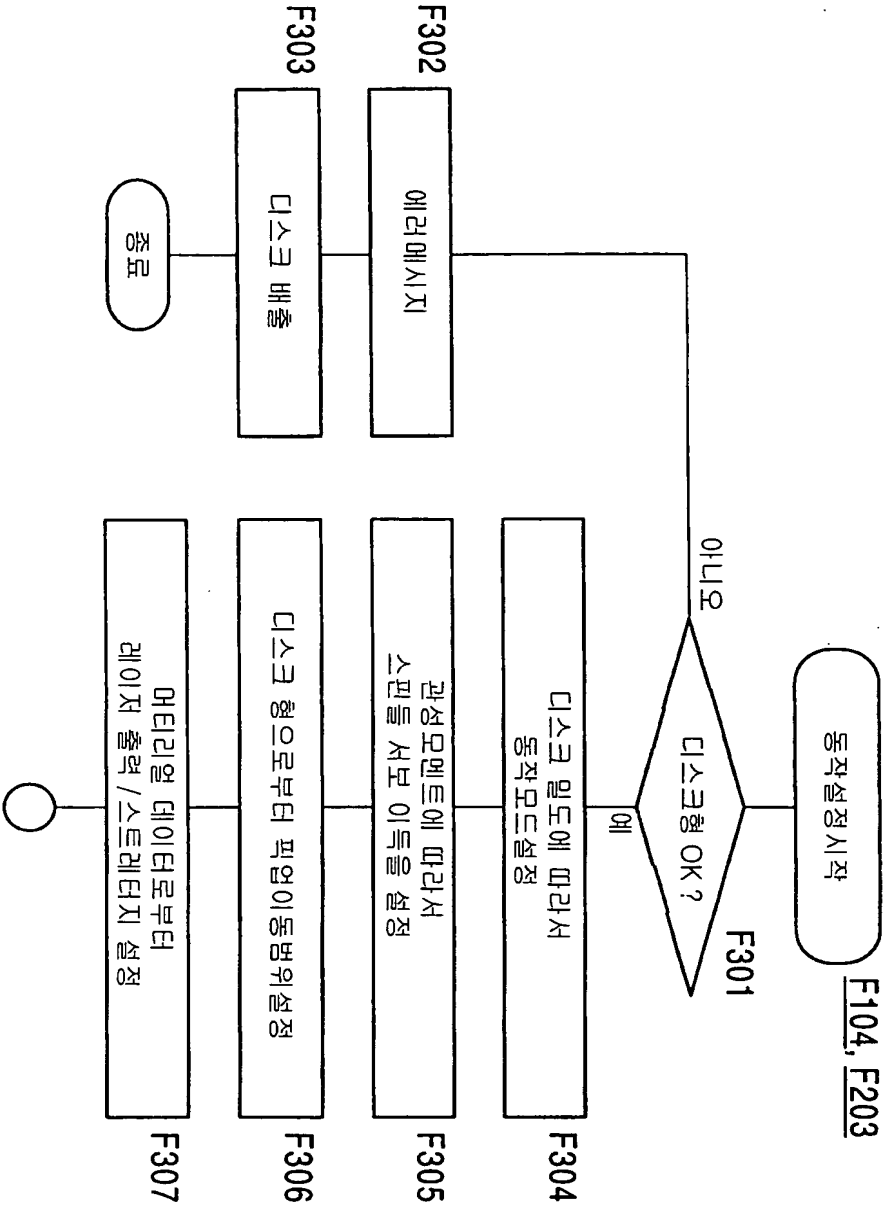 동작설정시작
F104, F203
디스크형 OK ?
F301
아니오
예
에러메시지
F302
디스크 배출
F303
종료
디스크 밀도에 따라서
동작모드설정
F304
관성모멘트에 따라서
스핀들 서보 이득을 설정
F305
디스크 형으로부터 픽업이동범위설정
F306
머티리얼 데이터로부터
레이저 출력 / 스트레터지 설정
F307